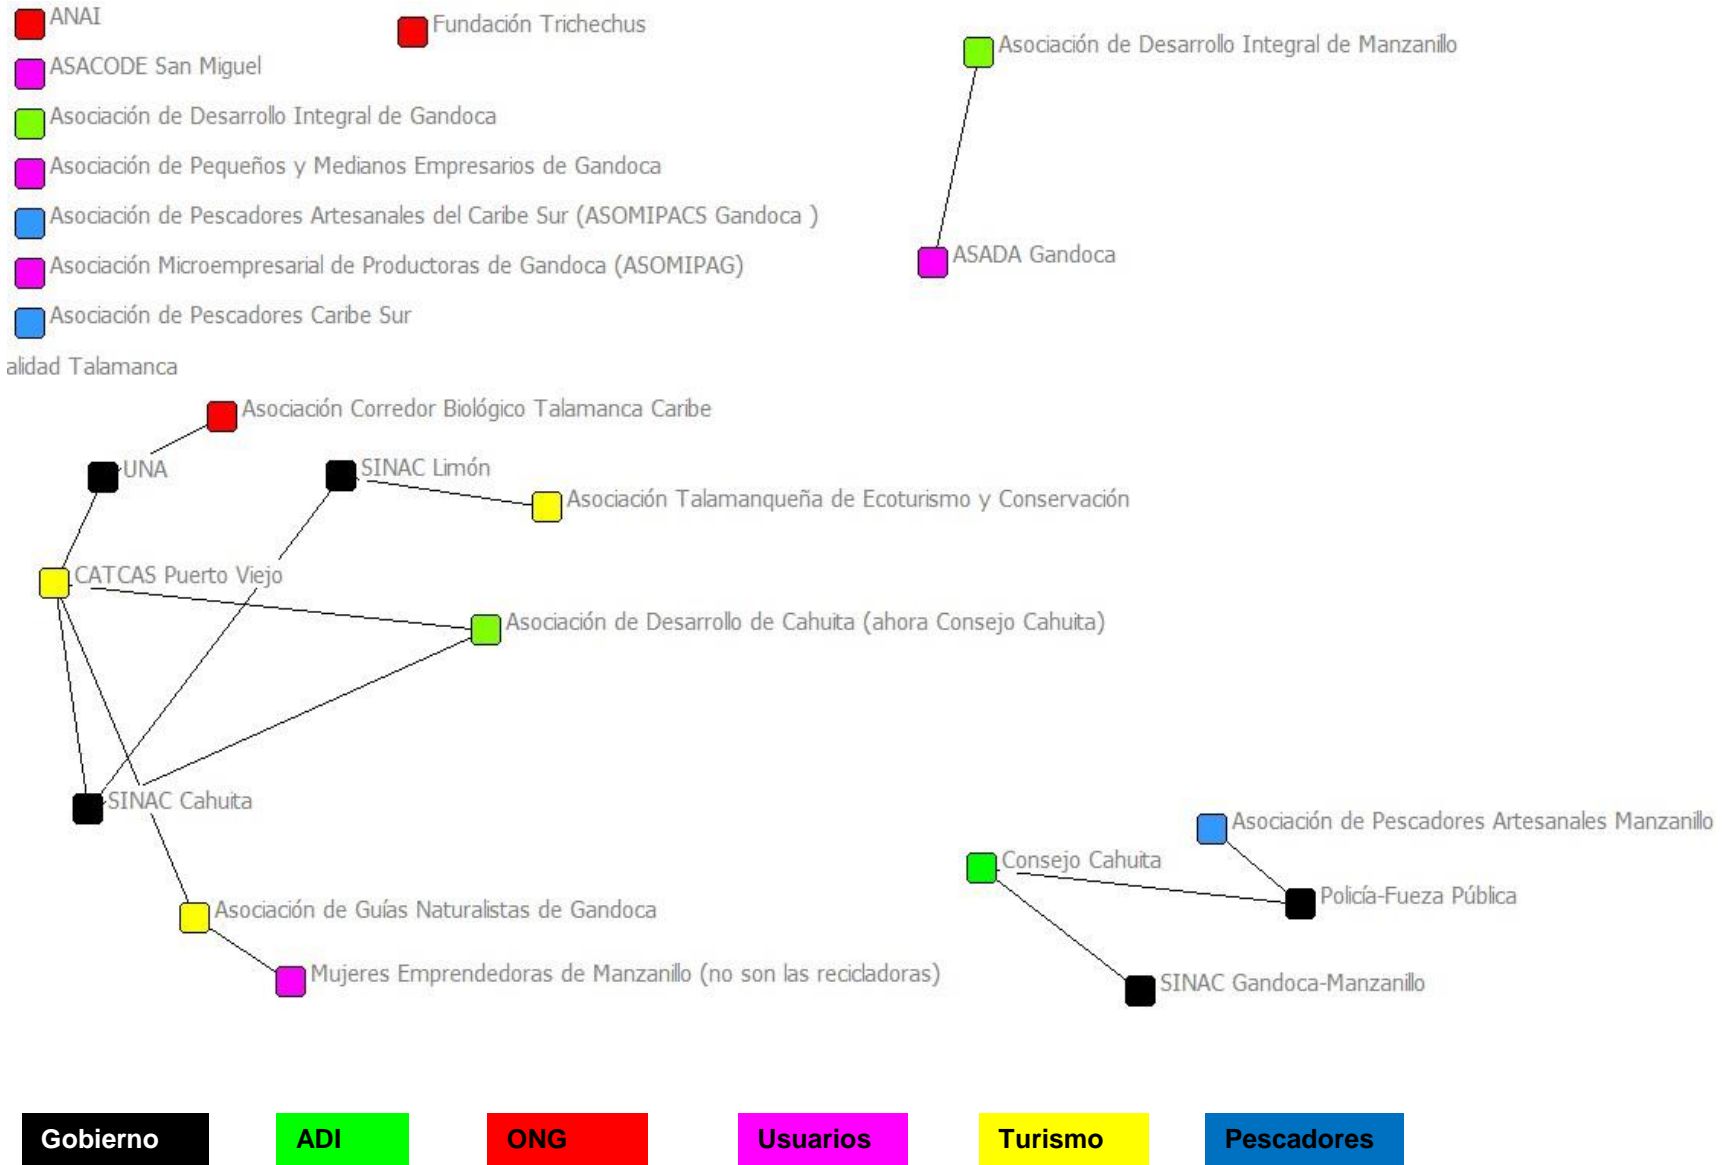 ANAI
Fundación Trichechus
Asociación de Desarrollo Integral de Manzanillo
ASACODE San Miguel
Asociación de Desarrollo Integral de Gandoca
Asociación de Pequeños y Medianos Empresarios de Gandoca
Asociación de Pescadores Artesanales del Caribe Sur (ASOMIPACS Gandoca )
ASADA Gandoca
Asociación Microempresarial de Productoras de Gandoca (ASOMIPAG)
Asociación de Pescadores Caribe Sur
alidad Talamanca
Asociación Corredor Biológico Talamanca Caribe
UNA
SINAC Limón
Asociación Talamanqueña de Ecoturismo y Conservación
CATCAS Puerto Viejo
Asociación de Desarrollo de Cahuita (ahora Consejo Cahuita)
SINAC Cahuita
Asociación de Pescadores Artesanales Manzanillo
Consejo Cahuita
Policía-Fueza Pública
Asociación de Guías Naturalistas de Gandoca
Mujeres Emprendedoras de Manzanillo (no son las recicladoras)
SINAC Gandoca-Manzanillo
Gobierno
ADI
ONG
Usuarios
Turismo
Pescadores